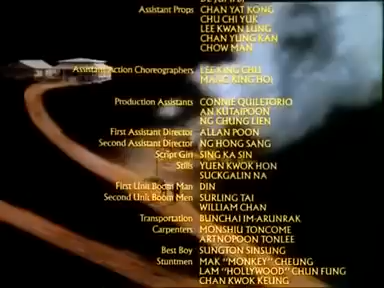 Assistant Props CHAN YAT KONG
CHU CHI YUK
LEE KWAN LUNG
CHAN YUNG KAN
CHOW MAN
Assistant Action Choreographers LEE KING CHU
MANG KING HOI
Production Assistants CONNIE QUILETORIO
AN KUTAIPOON
NG CHUNG LIEN
First Assistant Director ALLAN POON
Second Assistant Director NG HONG SANG
Script Girl SING KA SIN
Stills YUEN KWOK HON
SUCKGALIN NA
First Unit Boom Man DIN
Second Unit Boom Men SURLING TAI
WILLIAM CHAN
Transportation BUNCHAI IM-ARUNRAK
Carpenters MONSHIU TONCOME
ARTNOPOON TONLEE
Best Boy SUNGTON SINSUNG
Stuntmen MAK "MONKEY" CHEUNG
LAM "HOLLYWOOD" CHUN FUNG
CHAN KWOK KEUNG